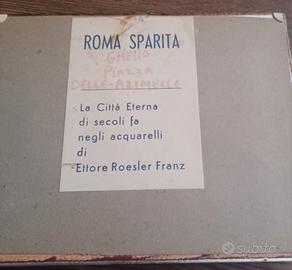 ROMA SPARITA
GHETTO
PIAZZA
DELLE-AZIMELLE
La Città Eterna
di secoli fa
negli acquarelli
di
Ettore Roesler Franz
subito